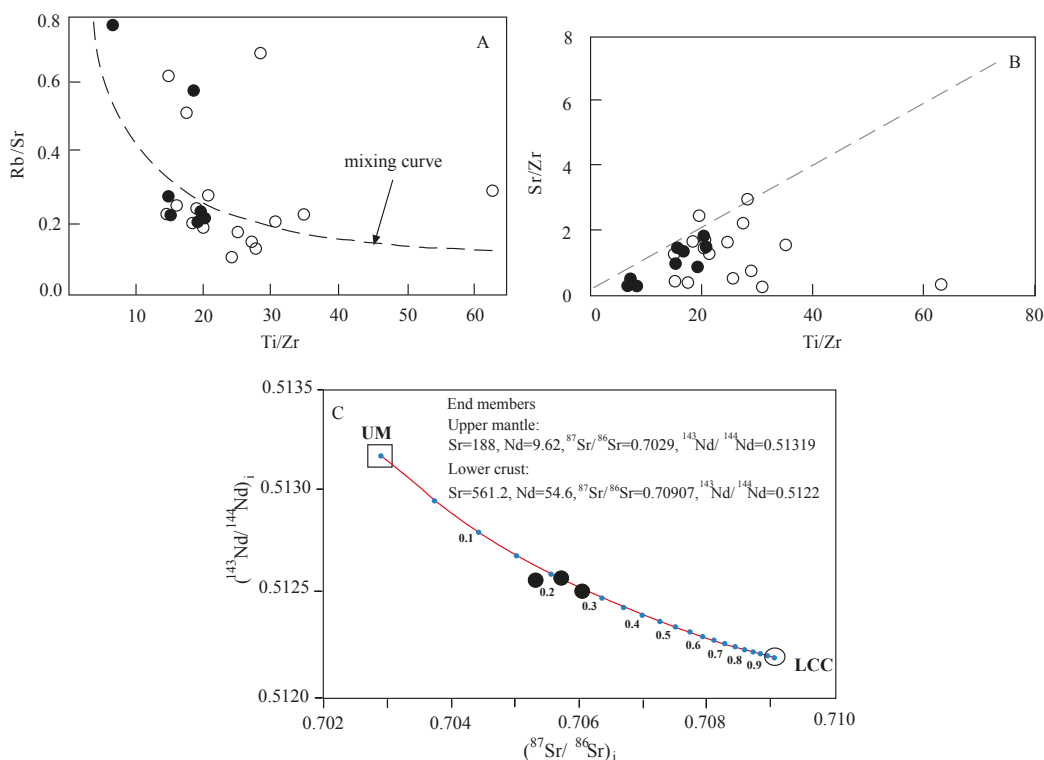 0.8
A
0.6
0.4
0.2
0.0
Rb/Sr
mixing curve
10 20 30 40 50 60
Ti/Zr
8
B
6
4
2
0
Sr/Zr
0 20 40 60 80
Ti/Zr
0.5135
0.5130
0.5125
0.5120
(¹⁴³Nd/¹⁴⁴Nd)i
C
UM
End members
Upper mantle:
Sr=188, Nd=9.62, ⁸⁷Sr/⁸⁶Sr=0.7029, ¹⁴³Nd/ ¹⁴⁴Nd=0.51319
Lower crust:
Sr=561.2, Nd=54.6, ⁸⁷Sr/⁸⁶Sr=0.70907, ¹⁴³Nd/ ¹⁴⁴Nd=0.5122
0.1
0.2
0.3
0.4
0.5
0.6
0.7
0.8
0.9
LCC
0.702 0.704 0.706 0.708 0.710
(⁸⁷Sr/ ⁸⁶Sr)i